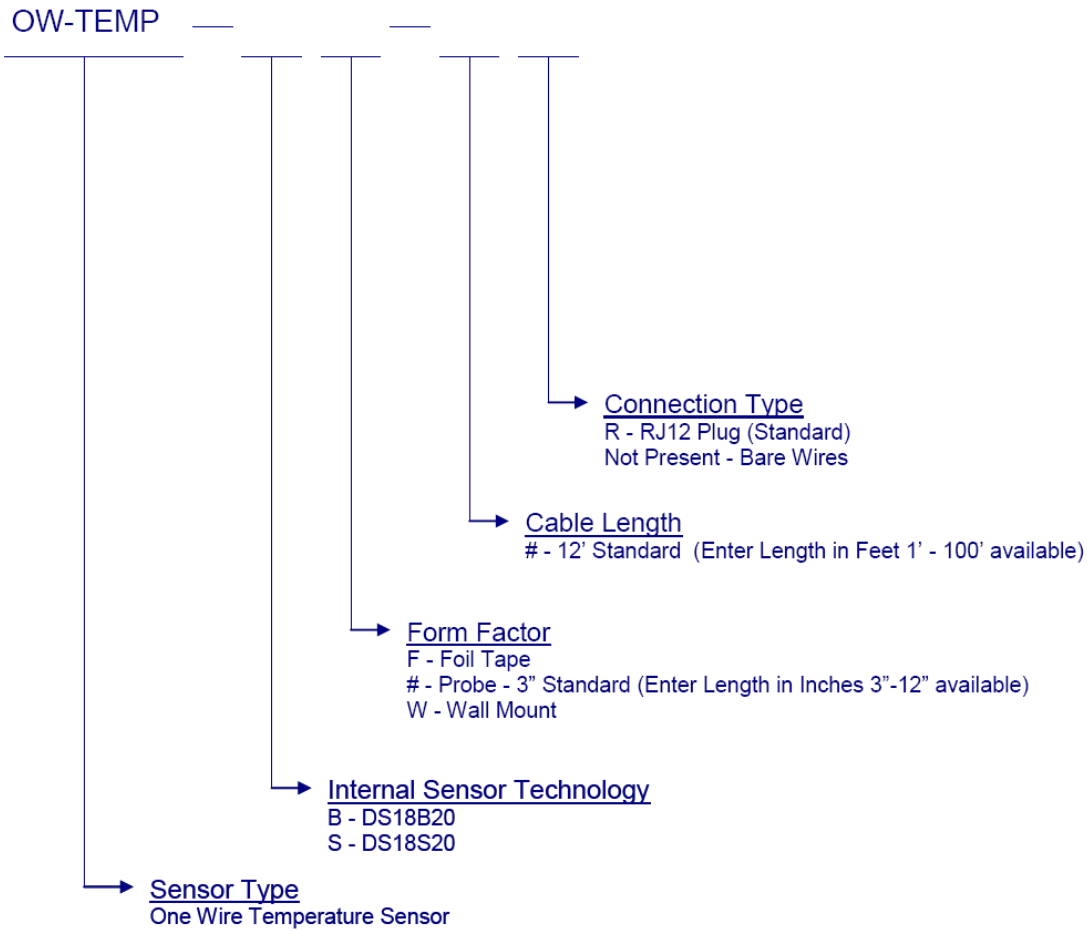 OW-TEMP
Connection Type
R - RJ12 Plug (Standard)
Not Present - Bare Wires
Cable Length
# - 12’ Standard (Enter Length in Feet 1’ - 100’ available)
Form Factor
F - Foil Tape
# - Probe - 3” Standard (Enter Length in Inches 3”-12” available)
W - Wall Mount
Internal Sensor Technology
B - DS18B20
S - DS18S20
Sensor Type
One Wire Temperature Sensor